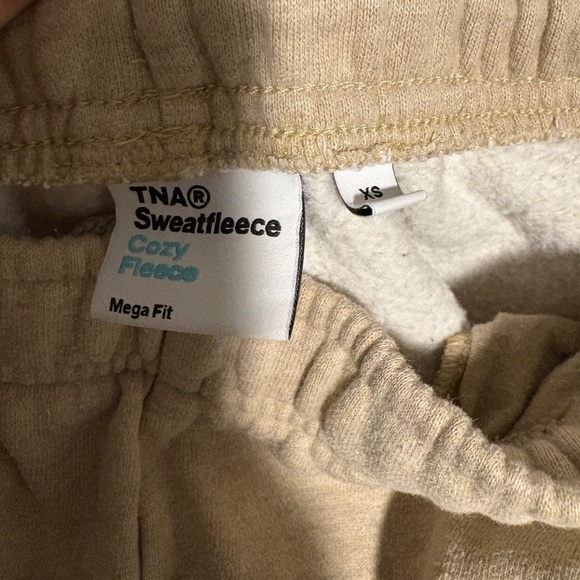 TNA®
Sweatfleece
Cozy
Fleece
Mega Fit
XS